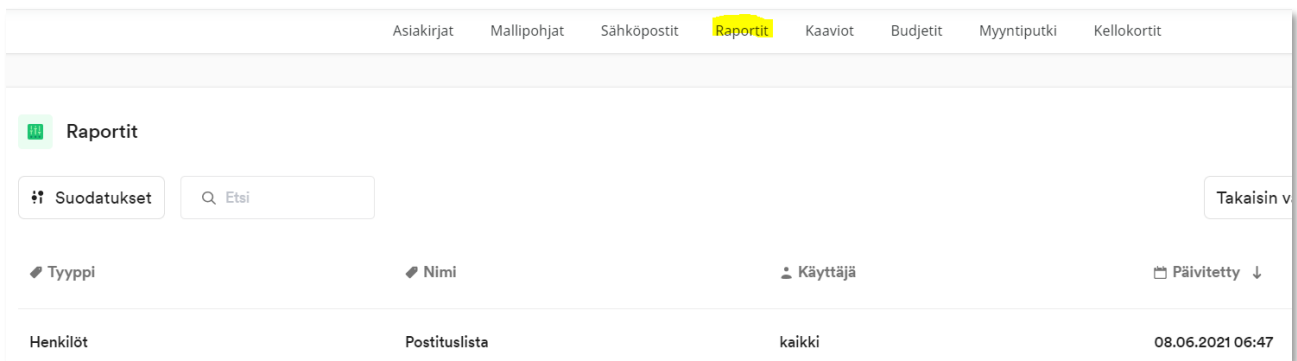 Asiakirjat Mallipohjat Sähköpostit Raportit Kaaviot Budjetit Myyntiputki Kellokortit
Raportit
Suodatukset Etsi Takaisin v
Tyyppi Nimi Käyttäjä Päivitetty ↓
Henkilöt Postituslista kaikki 08.06.2021 06:47